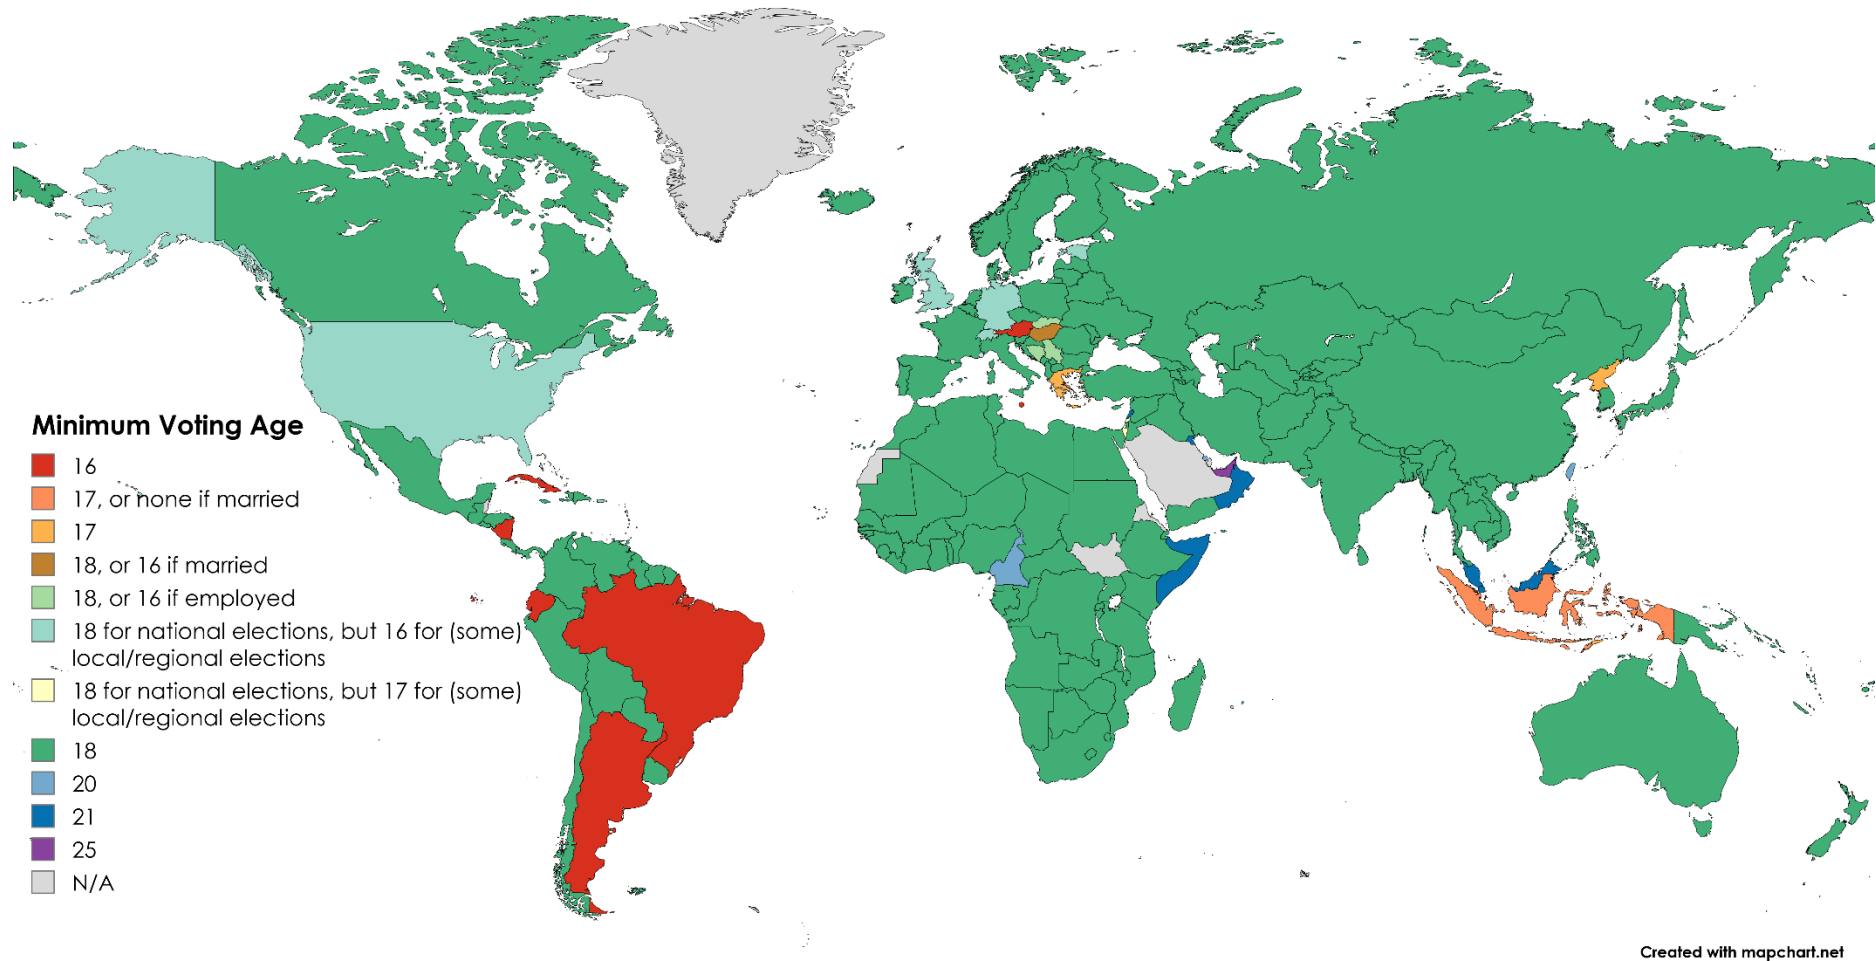 Minimum Voting Age
16
17, or none if married
17
18, or 16 if married
18, or 16 if employed
18 for national elections, but 16 for (some)
local/regional elections
18 for national elections, but 17 for (some)
local/regional elections
18
20
21
25
N/A
Created with mapchart.net